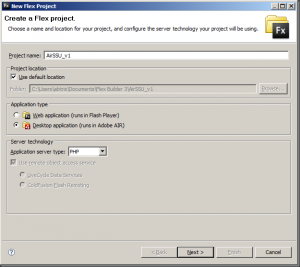 New Flex Project
Create a Flex project.
Choose a name and location for your project, and configure the server technology your project will be using.
Fx
Project name: AirSSU_v1
Project location
Use default location
Folder: C:\Users\
\Documents\Flex Builder 3\AirSSU_v1
Browse...
Application type
Web application (runs in Flash Player)
Desktop application (runs in Adobe AIR)
Server technology
Application server type: PHP
Use remote object access service
LiveCycle Data Services
ColdFusion Flash Remoting
?
< Back
Next >
Finish
Cancel